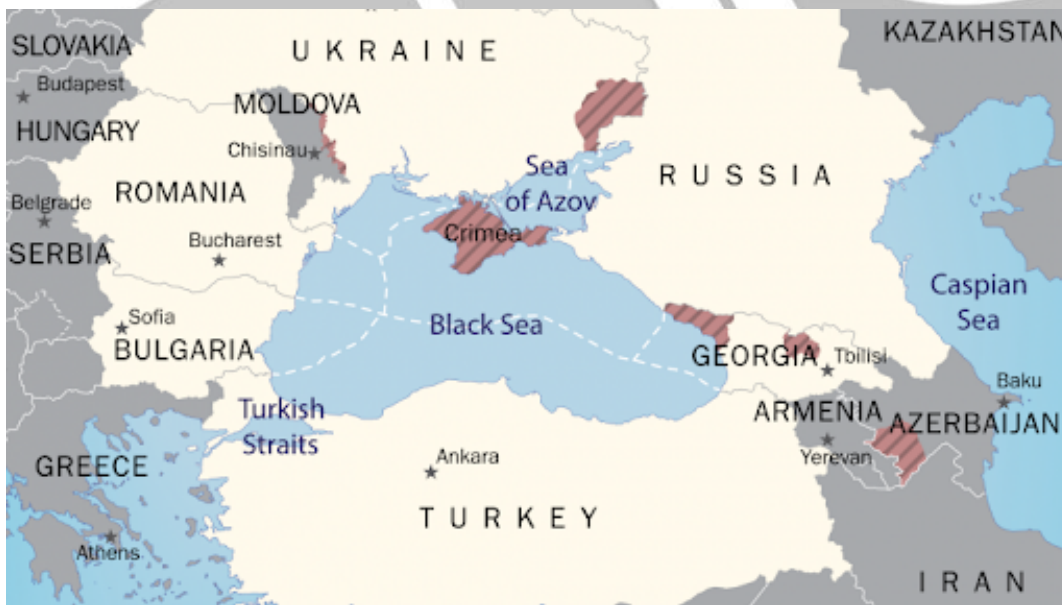 SLOVAKIA
UKRAINE
KAZAKHSTAN
Budapest
MOLDOVA
HUNGARY
Chisinau
Sea
of Azov
RUSSIA
ROMANIA
Belgrade
Crimea
Bucharest
SERBIA
Caspian
Sea
Sofia
Black Sea
BULGARIA
GEORGIA
Tbilisi
Baku
Turkish
Straits
ARMENIA
AZERBAIJAN
GREECE
Ankara
Yerevan
TURKEY
Athens
IRAN